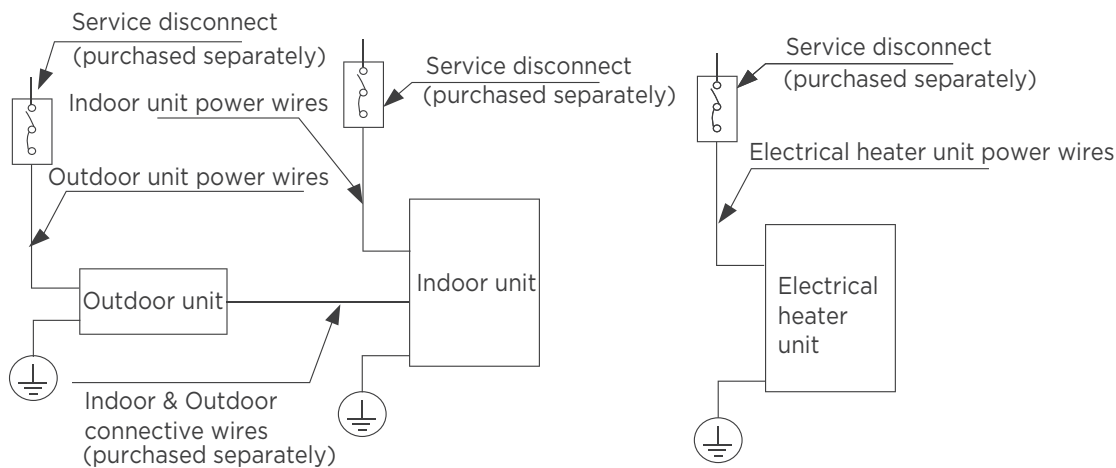 Service disconnect
(purchased separately)
Indoor unit power wires
Outdoor unit power wires
Service disconnect
(purchased separately)
Outdoor unit
Indoor unit
Indoor & Outdoor
connective wires
(purchased separately)
Service disconnect
(purchased separately)
Electrical heater unit power wires
Electrical
heater
unit